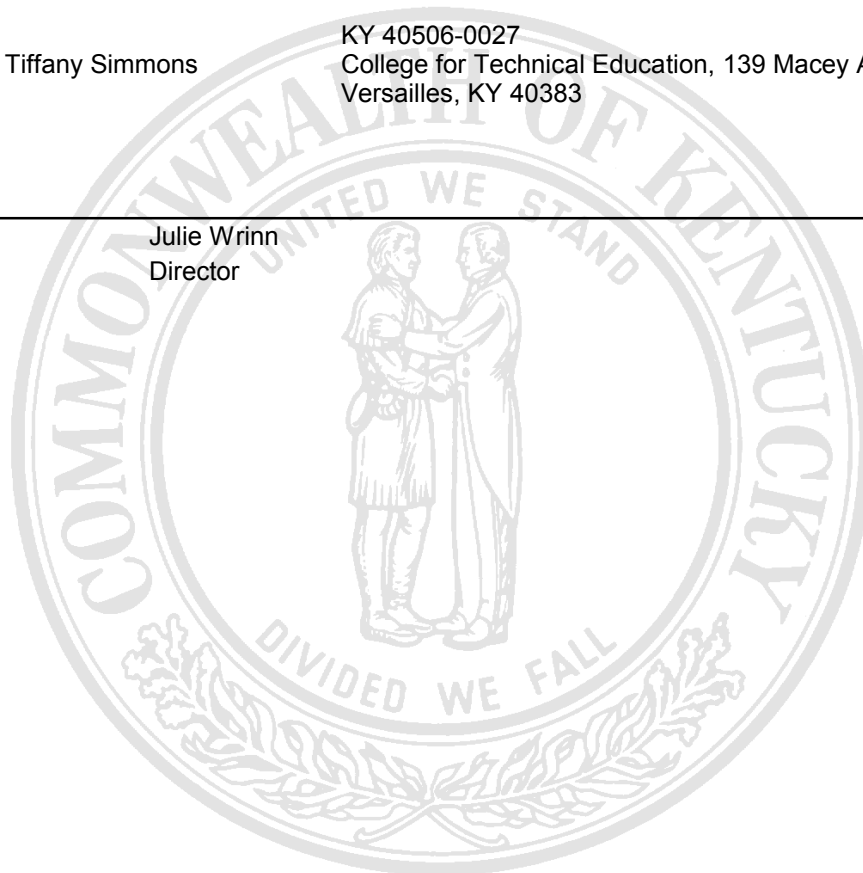 KY 40506-0027
Tiffany Simmons College for Technical Education, 139 Macey A
Versailles, KY 40383
Julie Wrinn
Director
COMMONWEALTH OF KENTUCKY
UNITED WE STAND
DIVIDED WE FALL